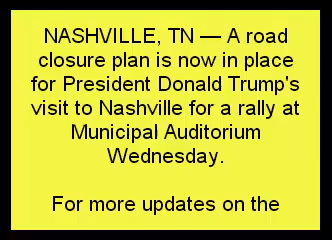 NASHVILLE, TN — A road
closure plan is now in place
for President Donald Trump's
visit to Nashville for a rally at
Municipal Auditorium
Wednesday.
For more updates on the